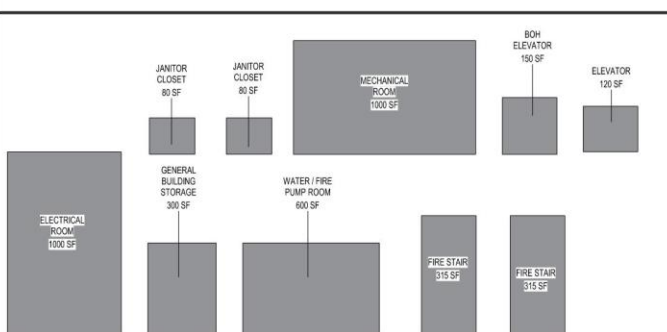 JANITOR
CLOSET
80 SF
JANITOR
CLOSET
80 SF
MECHANICAL
ROOM
1000 SF
BOH
ELEVATOR
150 SF
ELEVATOR
120 SF
ELECTRICAL
ROOM
1000 SF
GENERAL
BUILDING
STORAGE
300 SF
WATER / FIRE
PUMP ROOM
600 SF
FIRE STAIR
315 SF
FIRE STAIR
315 SF